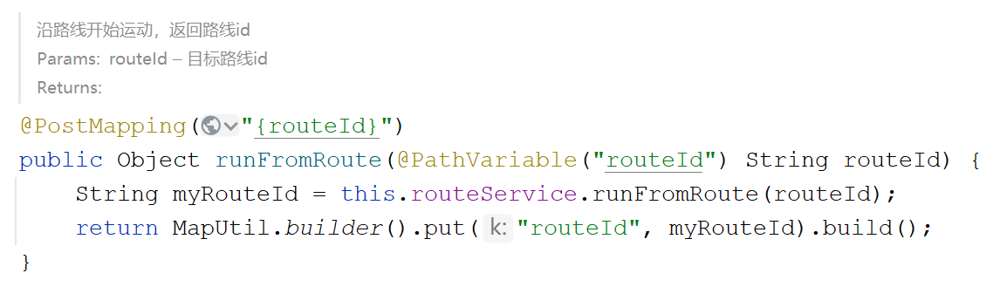 沿路线开始运动，返回路线id
Params: routeId – 目标路线id
Returns:
@PostMapping("{routeId}")
public Object runFromRoute(@PathVariable("routeId") String routeId) {
    String myRouteId = this.routeService.runFromRoute(routeId);
    return MapUtil.builder().put( k: "routeId", myRouteId).build();
}